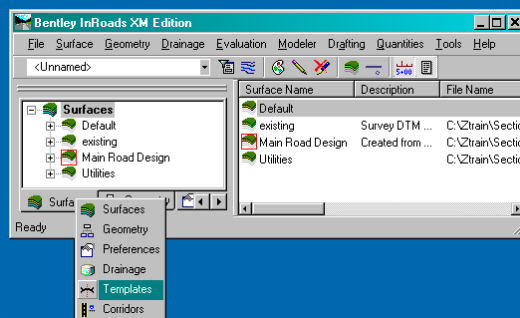 Bentley InRoads XM Edition
File Surface Geometry Drainage Evaluation Modeler Drafting Quantities Tools Help
<Unnamed>
5+00
Surface Name Description File Name
Surfaces
Default
existing
Main Road Design
Utilities
Default
existing Survey DTM ... C:\Ztrain\Sectio
Main Road Design Created from ... C:\Ztrain\Sectio
Utilities C:\Ztrain\Sectio
Surfa
Ready
Surfaces
Geometry
Preferences
Drainage
Templates
Corridors